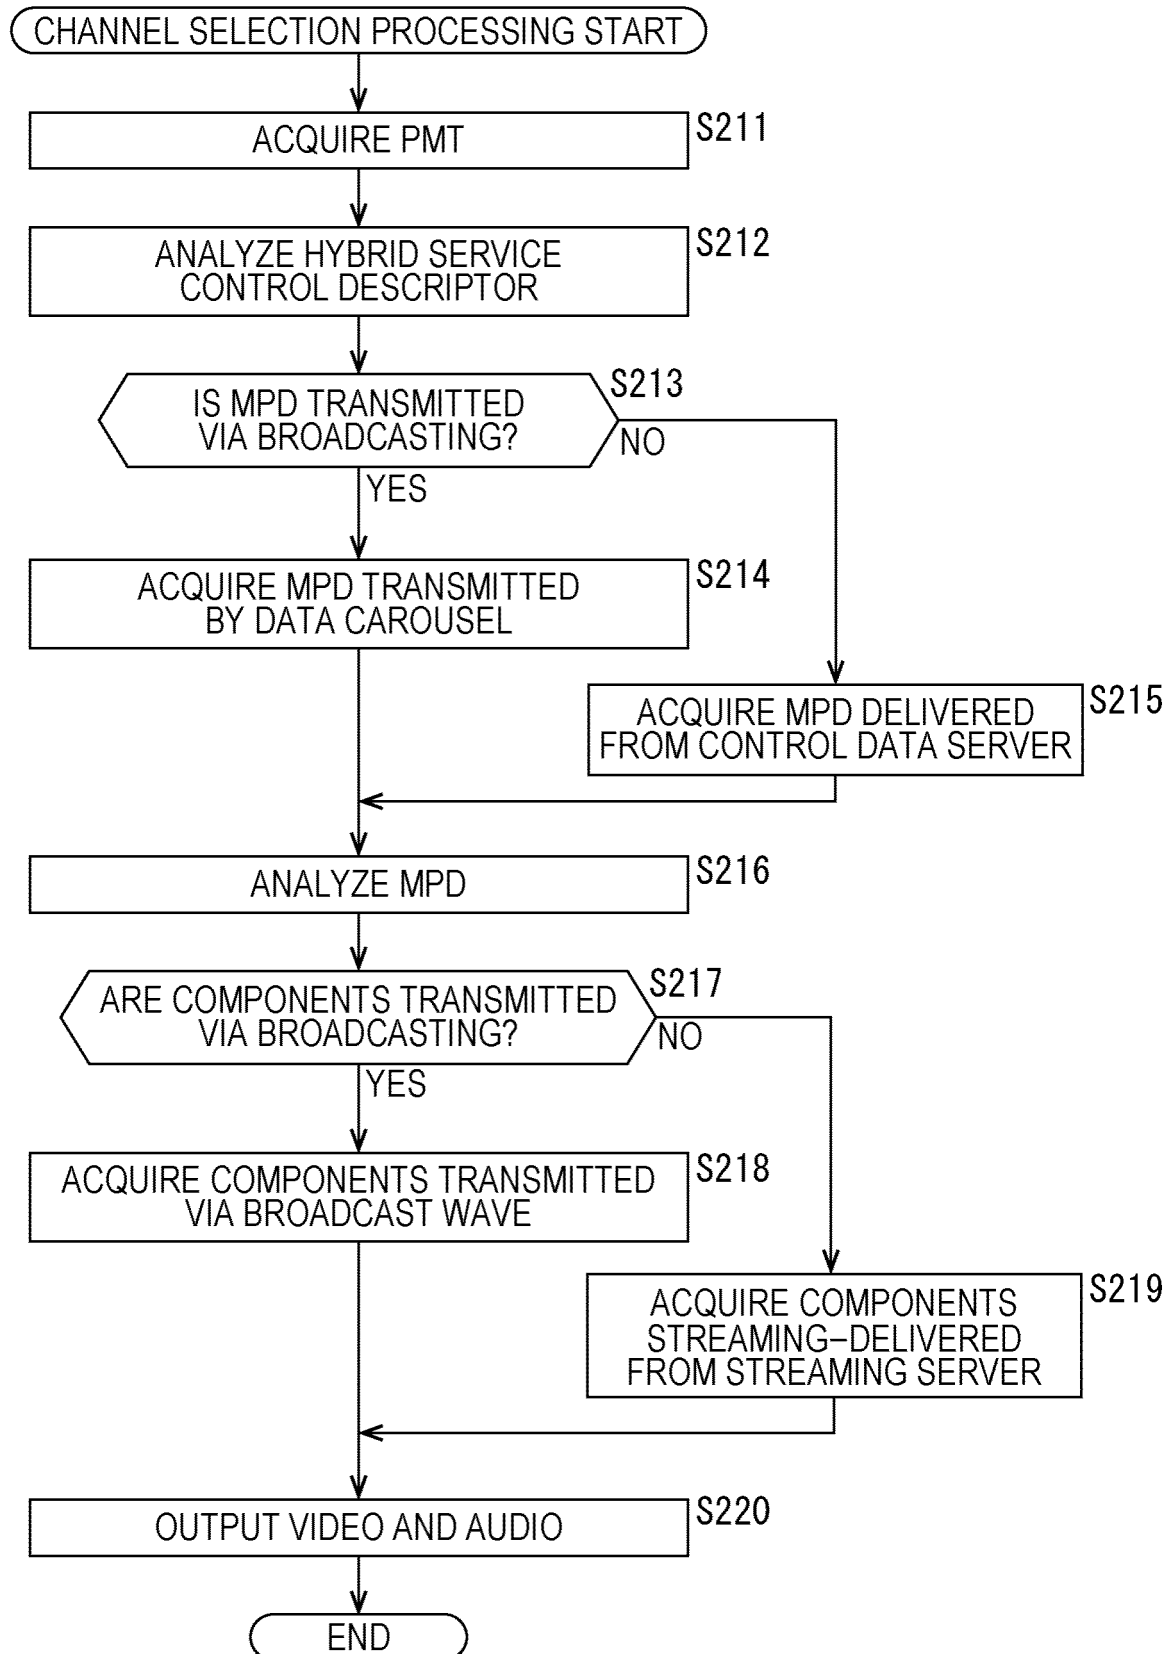 CHANNEL SELECTION PROCESSING START
ACQUIRE PMT
S211
ANALYZE HYBRID SERVICE
CONTROL DESCRIPTOR
S212
IS MPD TRANSMITTED
VIA BROADCASTING?
S213
NO
YES
ACQUIRE MPD TRANSMITTED
BY DATA CAROUSEL
S214
ACQUIRE MPD DELIVERED
FROM CONTROL DATA SERVER
S215
ANALYZE MPD
S216
ARE COMPONENTS TRANSMITTED
VIA BROADCASTING?
S217
NO
YES
ACQUIRE COMPONENTS TRANSMITTED
VIA BROADCAST WAVE
S218
ACQUIRE COMPONENTS
STREAMING-DELIVERED
FROM STREAMING SERVER
S219
OUTPUT VIDEO AND AUDIO
S220
END